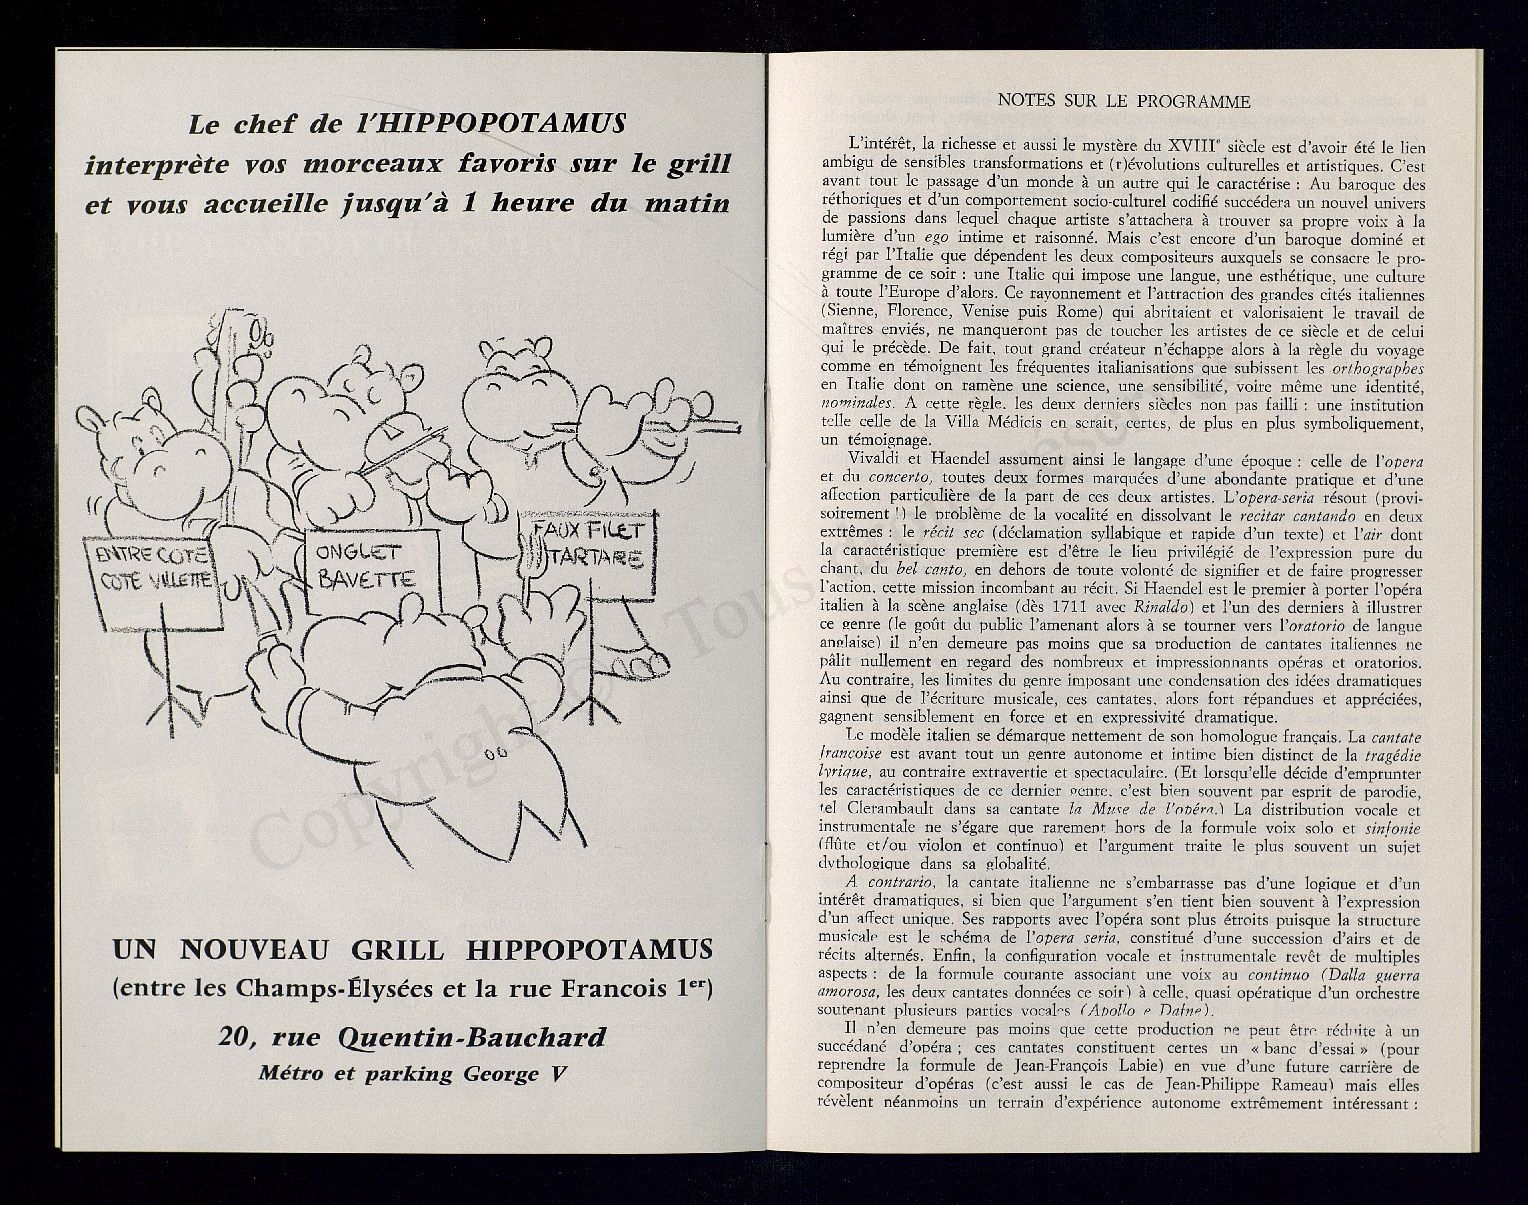 Le chef de l'HIPPOPOTAMUS
interprète vos morceaux favoris sur le grill
et vous accueille jusqu'à 1 heure du matin
ENTRE COTE
COTE VILLETTE
ONGLET
BAVETTE
FAUX FILET
TARTARE
UN NOUVEAU GRILL HIPPOPOTAMUS
(entre les Champs-Élysées et la rue Francois 1er)
20, rue Quentin-Bauchard
Métro et parking George V
NOTES SUR LE PROGRAMME
L'intérêt, la richesse et aussi le mystère du XVIIIe siècle est d'avoir été le lien
ambigu de sensibles transformations et (r)évolutions culturelles et artistiques. C'est
avant tout le passage d'un monde à un autre qui le caractérise : Au baroque des
réthoriques et d'un comportement socio-culturel codifié succédera un nouvel univers
de passions dans lequel chaque artiste s'attachera à trouver sa propre voix à la
lumière d'un ego intime et raisonné. Mais c'est encore d'un baroque dominé et
régi par l'Italie que dépendent les deux compositeurs auxquels se consacre le pro-
gramme de ce soir : une Italie qui impose une langue, une esthétique, une culture
à toute l'Europe d'alors. Ce rayonnement et l'attraction des grandes cités italiennes
(Sienne, Florence, Venise puis Rome) qui abritaient et valorisaient le travail de
maîtres enviés, ne manqueront pas de toucher les artistes de ce siècle et de celui
qui le précède. De fait, tout grand créateur n'échappe alors à la règle du voyage
comme en témoignent les fréquentes italianisations que subissent les orthographes
en Italie dont on ramène une science, une sensibilité, voire même une identité,
nominales. A cette règle, les deux derniers siècles non pas failli : une institution
telle celle de la Villa Médicis en serait, certes, de plus en plus symboliquement,
un témoignage.
Vivaldi et Haendel assument ainsi le langage d'une époque : celle de l'opera
et du concerto, toutes deux formes marquées d'une abondante pratique et d'une
affection particulière de la part de ces deux artistes. L'opera-seria résout (provi-
soirement !) le problème de la vocalité en dissolvant le recitar cantando en deux
extrêmes : le récit sec (déclamation syllabique et rapide d'un texte) et l'air dont
la caractéristique première est d'être le lieu privilégié de l'expression pure du
chant, du bel canto, en dehors de toute volonté de signifier et de faire progresser
l'action, cette mission incombant au récit. Si Haendel est le premier à porter l'opéra
italien à la scène anglaise (dès 1711 avec Rinaldo) et l'un des derniers à illustrer
ce genre (le goût du public l'amenant alors à se tourner vers l'oratorio de langue
anglaise) il n'en demeure pas moins que sa production de cantates italiennes ne
pâlit nullement en regard des nombreux et impressionnants opéras et oratorios.
Au contraire, les limites du genre imposant une condensation des idées dramatiques
ainsi que de l'écriture musicale, ces cantates, alors fort répandues et appréciées,
gagnent sensiblement en force et en expressivité dramatique.
Le modèle italien se démarque nettement de son homologue français. La cantate
françoise est avant tout un genre autonome et intime bien distinct de la tragédie
lyrique, au contraire extravertie et spectaculaire. (Et lorsqu'elle décide d'emprunter
les caractéristiques de ce dernier genre, c'est bien souvent par esprit de parodie,
tel Clerambault dans sa cantate la Muse de l'opéra.) La distribution vocale et
instrumentale ne s'égare que rarement hors de la formule voix solo et sinfonie
(flûte et/ou violon et continuo) et l'argument traite le plus souvent un sujet
dythologique dans sa globalité.
A contrario, la cantate italienne ne s'embarrasse pas d'une logique et d'un
intérêt dramatiques, si bien que l'argument s'en tient bien souvent à l'expression
d'un affect unique. Ses rapports avec l'opéra sont plus étroits puisque la structure
musicale est le schéma de l'opera seria, constitué d'une succession d'airs et de
récits alternés. Enfin, la configuration vocale et instrumentale revêt de multiples
aspects : de la formule courante associant une voix au continuo (Dalla guerra
amorosa, les deux cantates données ce soir) à celle, quasi opératique d'un orchestre
soutenant plusieurs parties vocales (Apollo e Dafne).
Il n'en demeure pas moins que cette production ne peut être réduite à un
succédané d'opéra ; ces cantates constituent certes un « banc d'essai » (pour
reprendre la formule de Jean-François Labie) en vue d'une future carrière de
compositeur d'opéras (c'est aussi le cas de Jean-Philippe Rameau) mais elles
révèlent néanmoins un terrain d'expérience autonome extrêmement intéressant :
Copyright © Tous